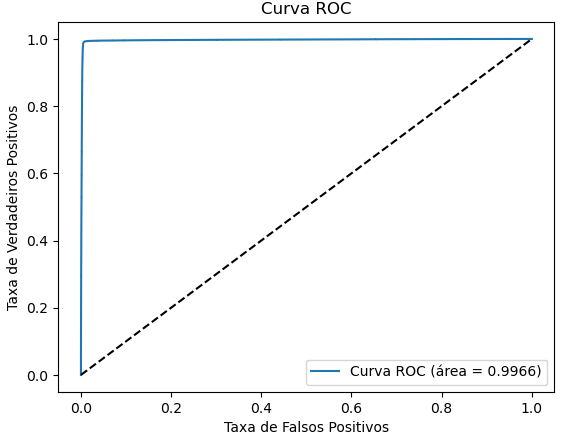 Curva ROC
1.0
0.8
0.6
0.4
0.2
0.0
Taxa de Verdadeiros Positivos
Curva ROC (área = 0.9966)
0.0 0.2 0.4 0.6 0.8 1.0
Taxa de Falsos Positivos